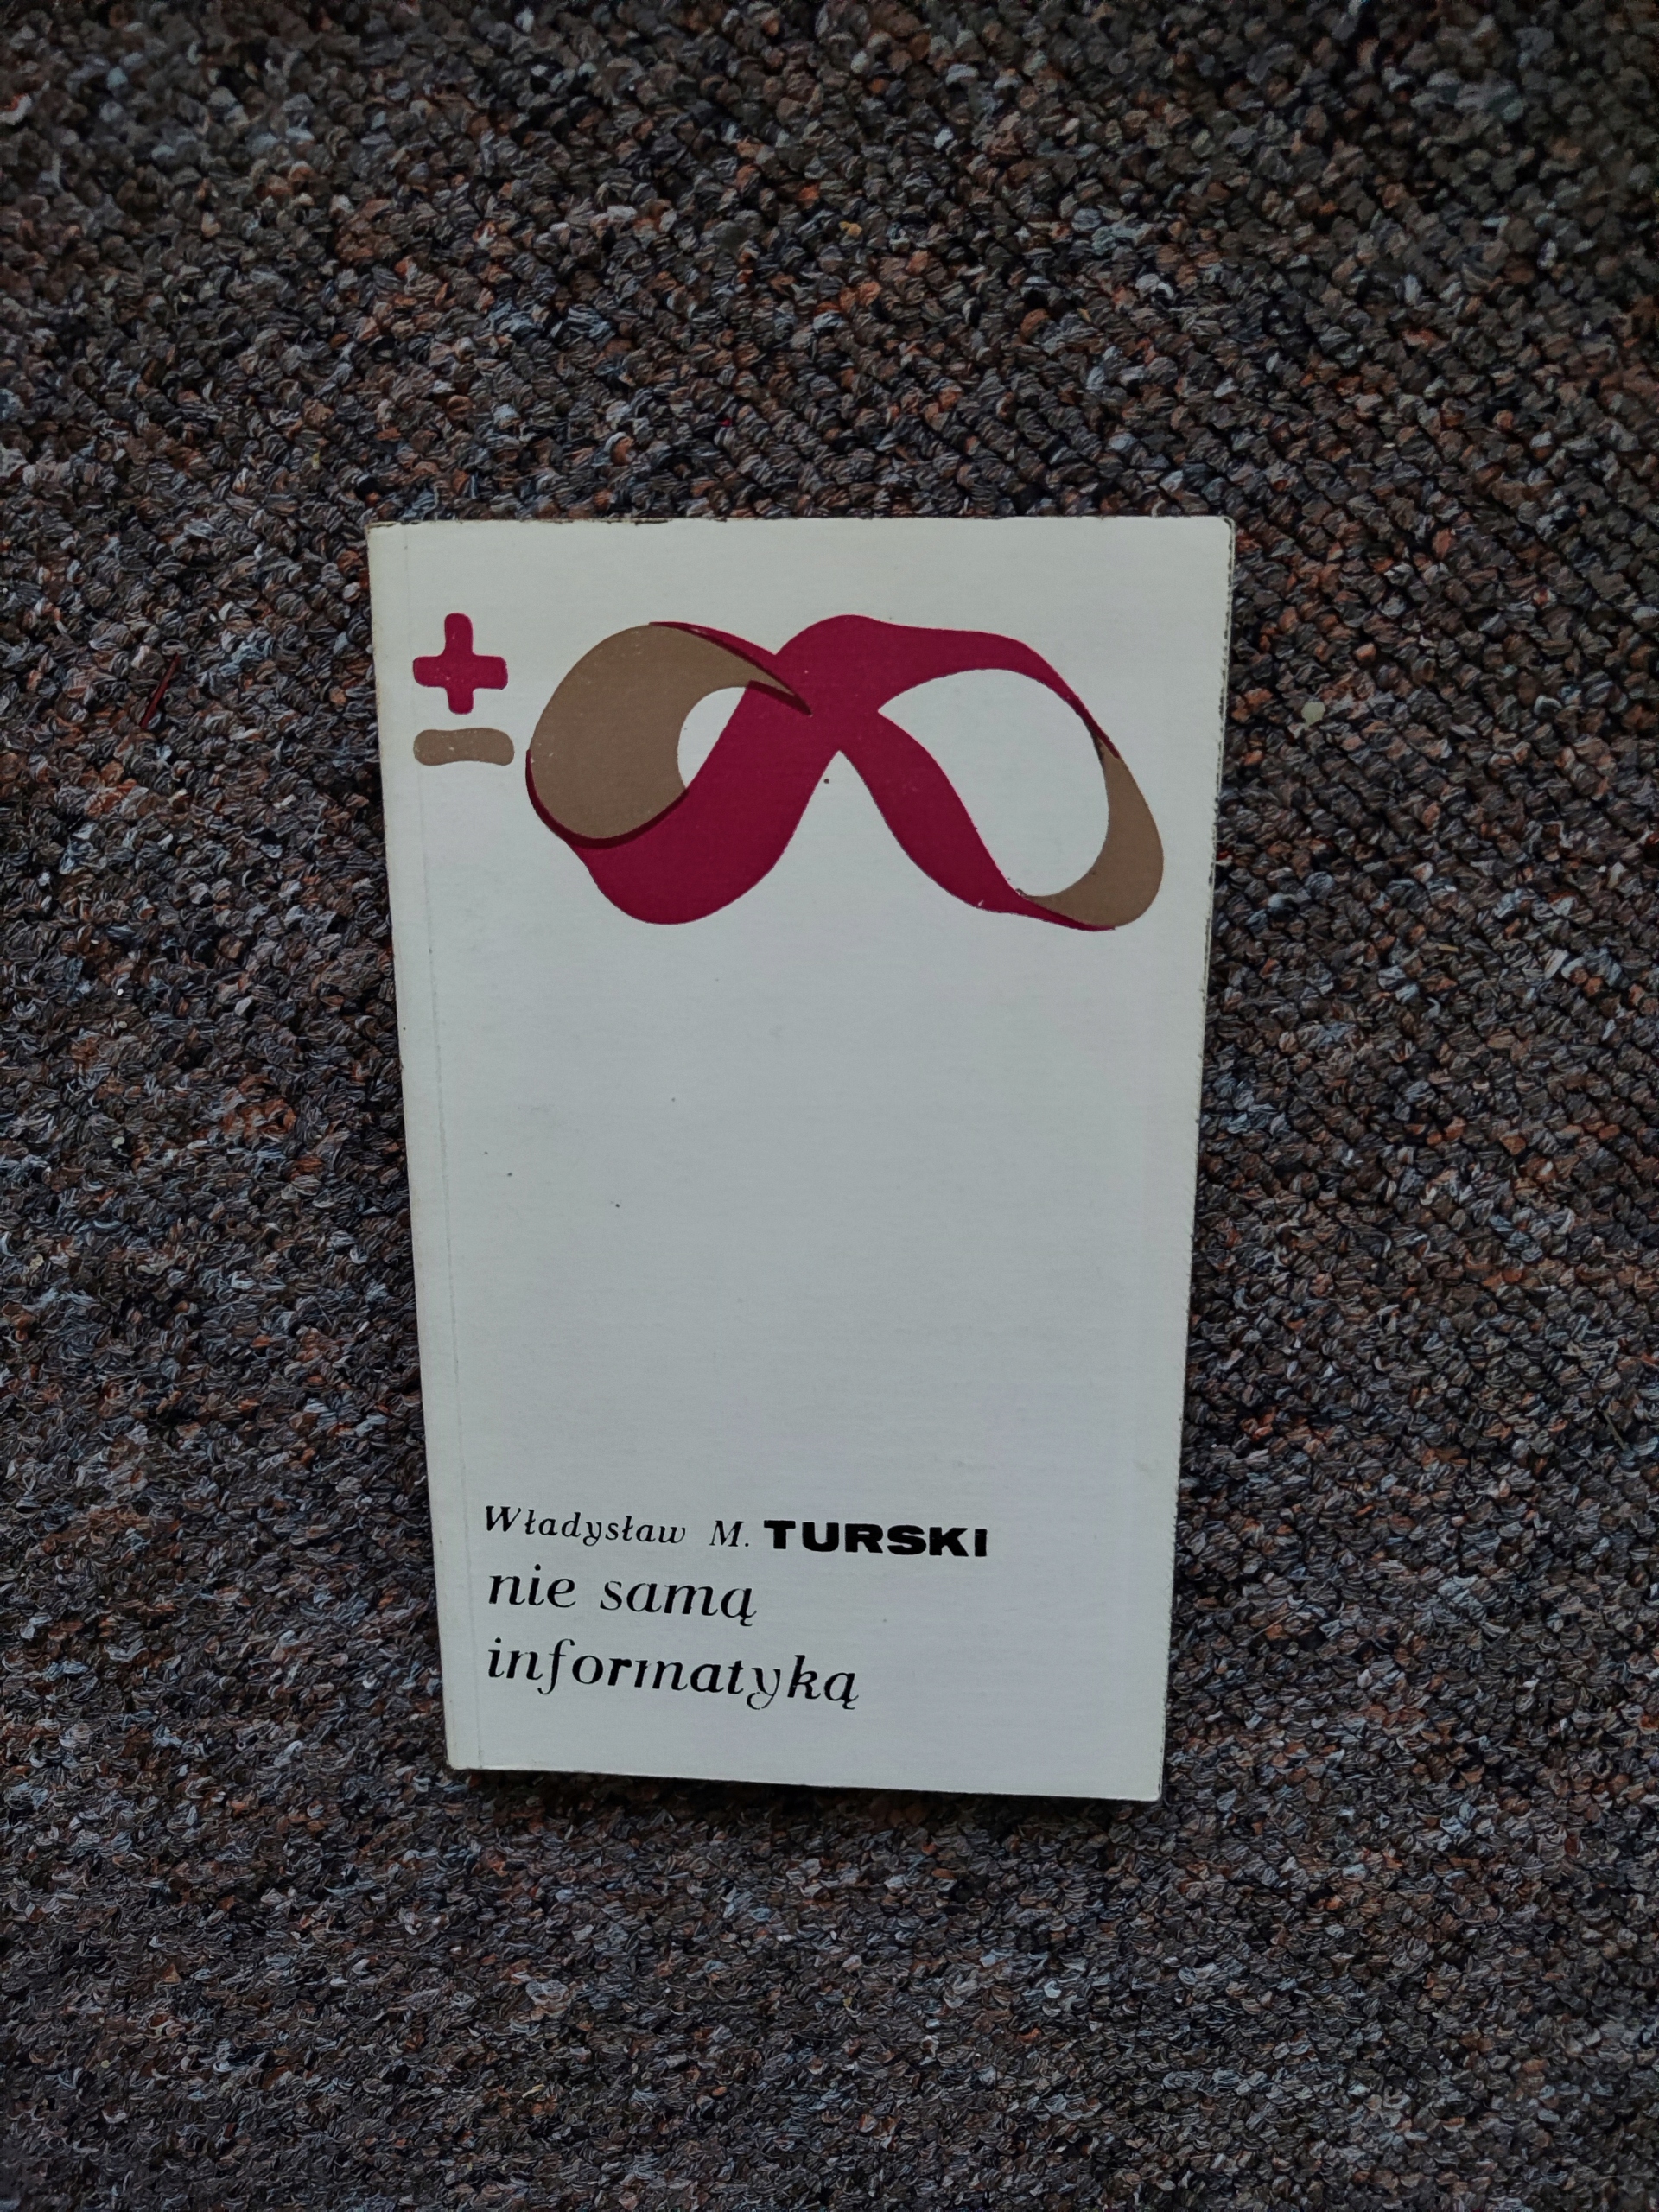 ±∞
Władysław M. TURSKI
nie samą
informatyką